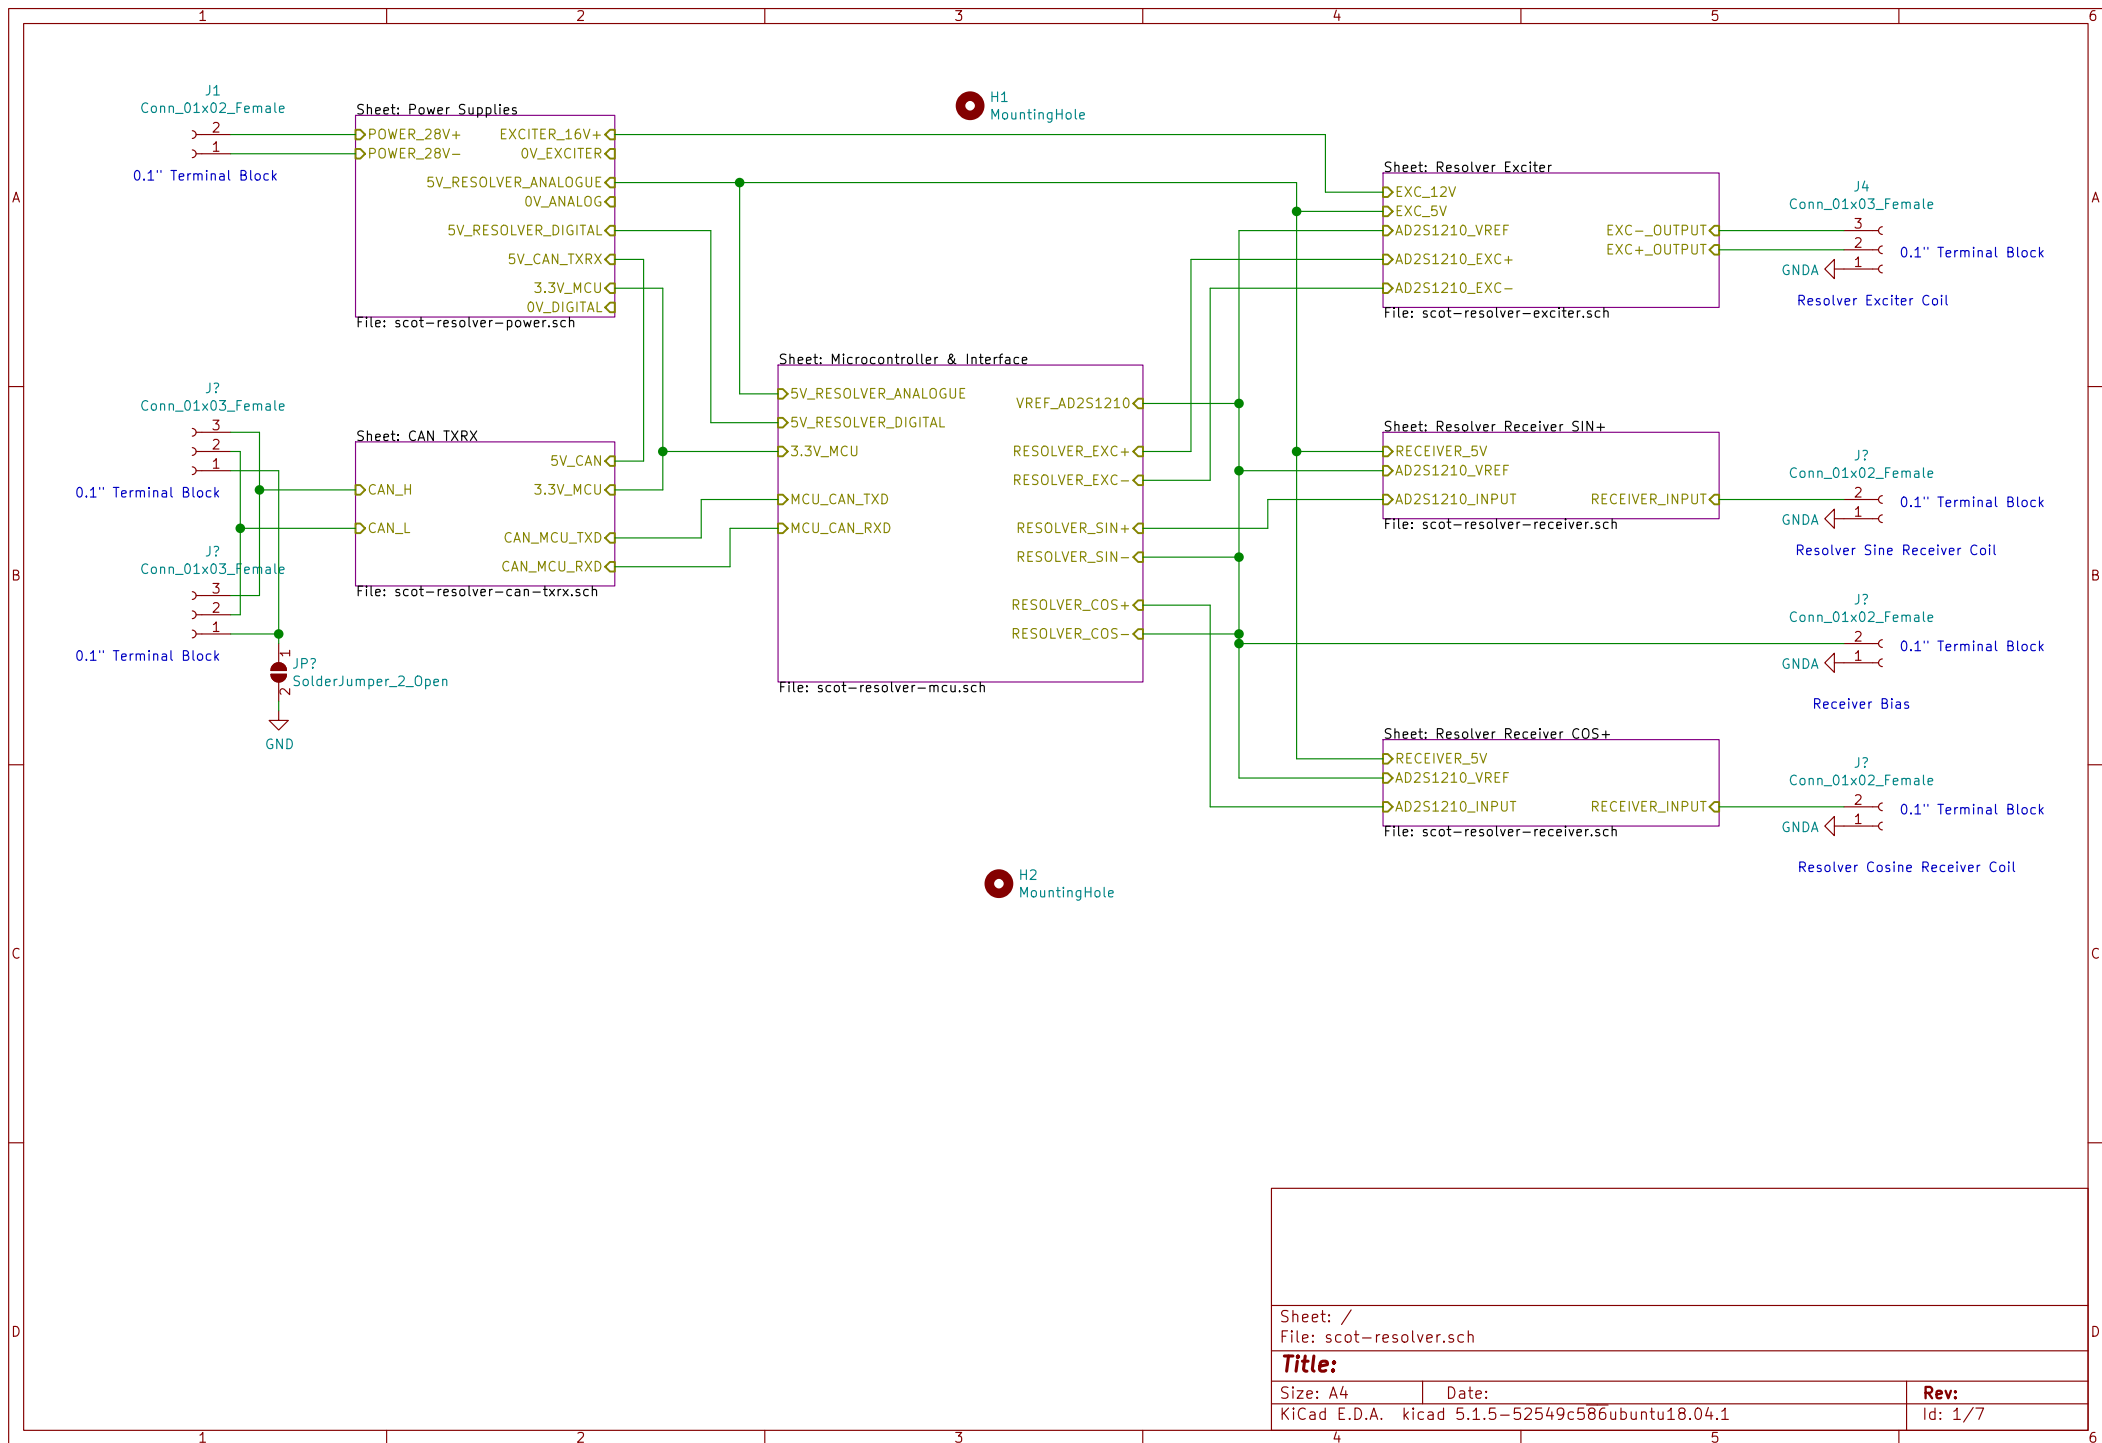 1 2 3 4 5 6
A
A
B
B
C
C
D
D
1 2 3 4 5 6
J1
Conn_01x02_Female
2
1
0.1" Terminal Block
Sheet: Power Supplies
POWER_28V+
POWER_28V-
EXCITER_16V+
0V_EXCITER
5V_RESOLVER_ANALOGUE
0V_ANALOG
5V_RESOLVER_DIGITAL
5V_CAN_TXRX
3.3V_MCU
0V_DIGITAL
File: scot-resolver-power.sch
H1
MountingHole
Sheet: Resolver Exciter
EXC_12V
EXC_5V
AD2S1210_VREF
AD2S1210_EXC+
AD2S1210_EXC-
EXC-_OUTPUT
EXC+_OUTPUT
File: scot-resolver-exciter.sch
J4
Conn_01x03_Female
3
2
1
GNDA
0.1" Terminal Block
Resolver Exciter Coil
J?
Conn_01x03_Female
3
2
1
0.1" Terminal Block
Sheet: CAN TXRX
CAN_H
CAN_L
5V_CAN
3.3V_MCU
CAN_MCU_TXD
CAN_MCU_RXD
File: scot-resolver-can-txrx.sch
J?
Conn_01x03_Female
3
2
1
0.1" Terminal Block
1
JP?
SolderJumper_2_Open
2
GND
Sheet: Microcontroller & Interface
5V_RESOLVER_ANALOGUE
5V_RESOLVER_DIGITAL
3.3V_MCU
MCU_CAN_TXD
MCU_CAN_RXD
VREF_AD2S1210
RESOLVER_EXC+
RESOLVER_EXC-
RESOLVER_SIN+
RESOLVER_SIN-
RESOLVER_COS+
RESOLVER_COS-
File: scot-resolver-mcu.sch
Sheet: Resolver Receiver SIN+
RECEIVER_5V
AD2S1210_VREF
AD2S1210_INPUT
RECEIVER_INPUT
File: scot-resolver-receiver.sch
J?
Conn_01x02_Female
2
1
GNDA
0.1" Terminal Block
Resolver Sine Receiver Coil
J?
Conn_01x02_Female
2
1
GNDA
0.1" Terminal Block
Receiver Bias
Sheet: Resolver Receiver COS+
RECEIVER_5V
AD2S1210_VREF
AD2S1210_INPUT
RECEIVER_INPUT
File: scot-resolver-receiver.sch
J?
Conn_01x02_Female
2
1
GNDA
0.1" Terminal Block
Resolver Cosine Receiver Coil
H2
MountingHole
Sheet: /
File: scot-resolver.sch
Title:
Size: A4 Date: Rev:
KiCad E.D.A. kicad 5.1.5-52549c586ubuntu18.04.1 Id: 1/7